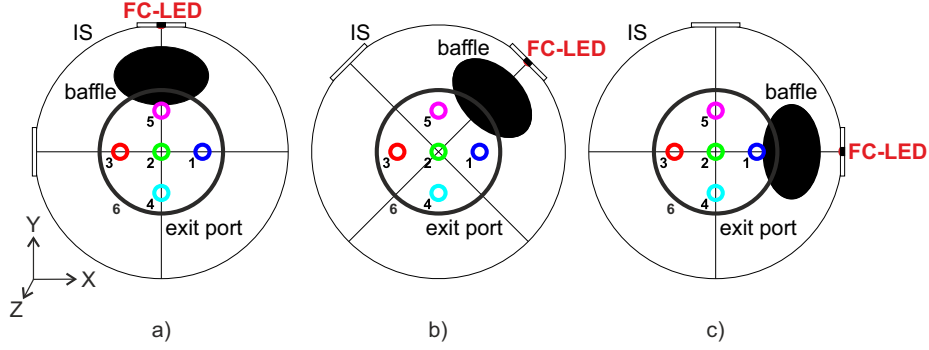 FC-LED
IS
baffle
5
3
2
1
4
6
exit port
Y
X
Z
a)
IS
baffle
FC-LED
5
3
2
1
4
6
exit port
b)
IS
baffle
5
3
2
1
FC-LED
4
6
exit port
c)